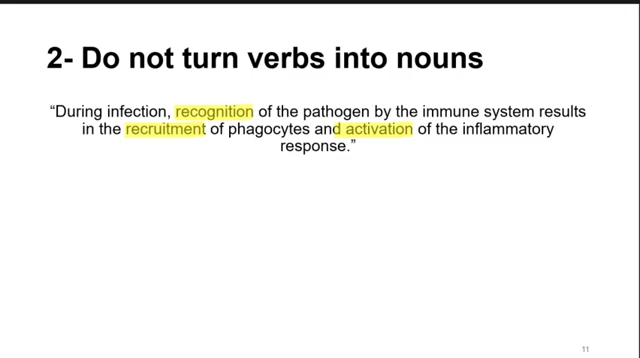 2- Do not turn verbs into nouns
“During infection, recognition of the pathogen by the immune system results
in the recruitment of phagocytes and activation of the inflammatory
response.”
11